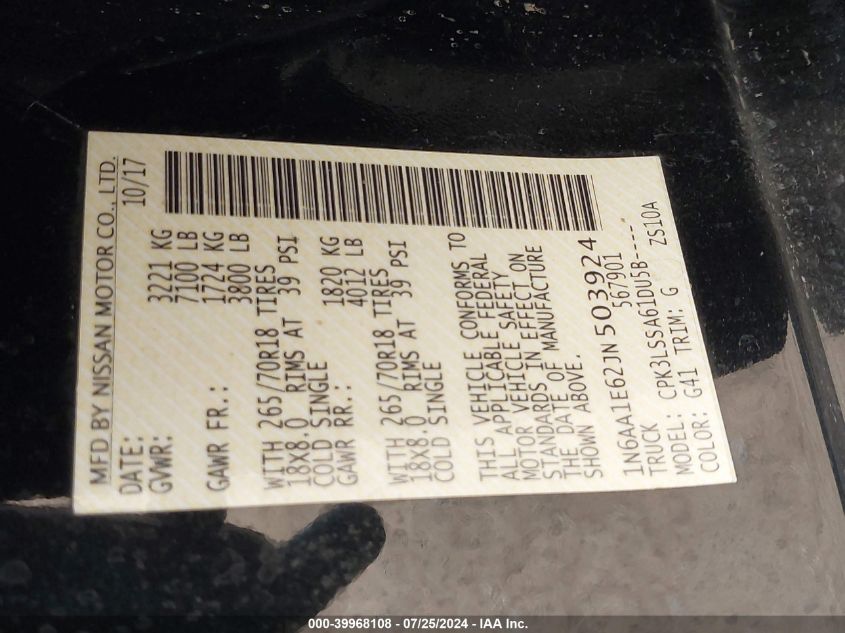 MFD BY NISSAN MOTOR CO., LTD.
DATE: 10/17
GVWR: 3221 KG
7100 LB
GAWR FR.: 1724 KG
3800 LB
WITH 265/70R18 TIRES
18X8.0 RIMS AT 39 PSI
COLD SINGLE
GAWR RR.: 1820 KG
4012 LB
WITH 265/70R18 TIRES
18X8.0 RIMS AT 39 PSI
COLD SINGLE
THIS VEHICLE CONFORMS TO
ALL APPLICABLE FEDERAL
MOTOR VEHICLE SAFETY
STANDARDS IN EFFECT ON
THE DATE OF MANUFACTURE
SHOWN ABOVE.
1N6AA1E62JN503924
TRUCK 567901
MODEL: CPK3LSSA61DU5B----
COLOR: G41 TRIM: G ZS10A
000-39968108 - 07/25/2024 - IAA Inc.